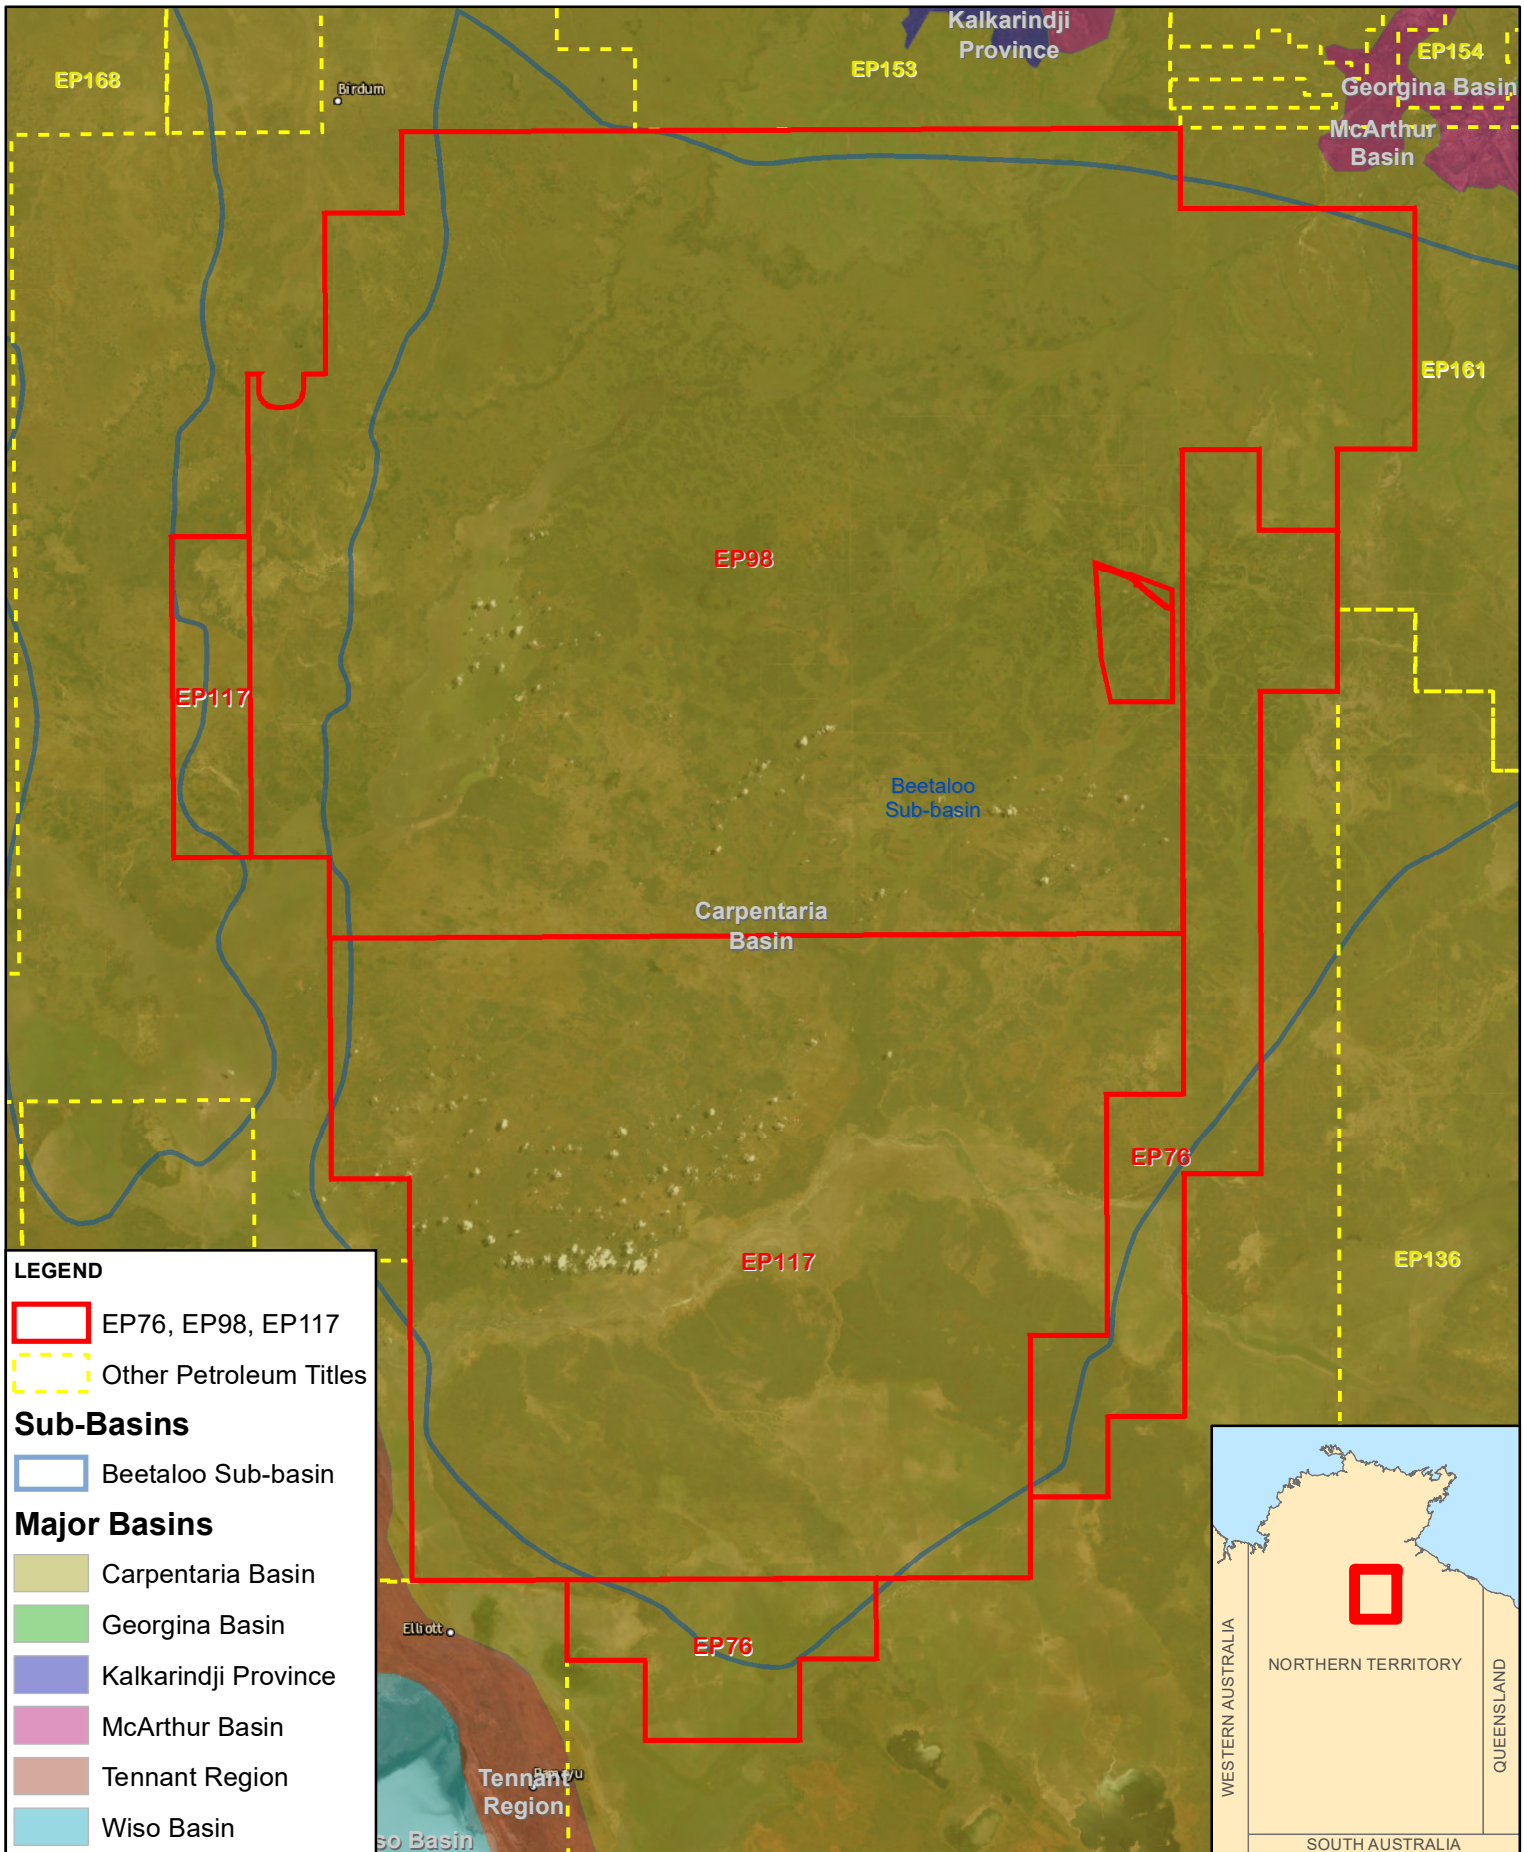 Kalkarindji
Province
EP168
EP153
EP154
Birdum
Georgina Basin
McArthur
Basin
EP161
EP98
EP117
Beetaloo
Sub-basin
Carpentaria
Basin
EP76
EP117
EP136
LEGEND
EP76, EP98, EP117
Other Petroleum Titles
Sub-Basins
Beetaloo Sub-basin
Major Basins
Carpentaria Basin
Georgina Basin
Kalkarindji Province
McArthur Basin
Tennant Region
Wiso Basin
Elliott
EP76
Tennant
Region
so Basin
WESTERN AUSTRALIA
NORTHERN TERRITORY
QUEENSLAND
SOUTH AUSTRALIA